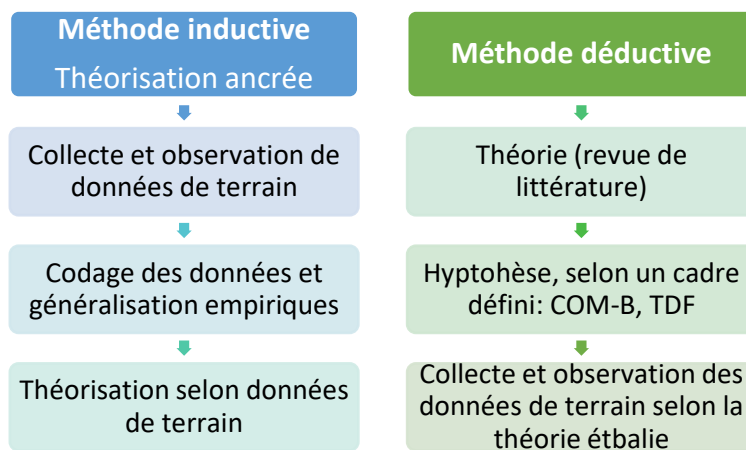 Méthode inductive
Théorisation ancrée
Collecte et observation de
données de terrain
Codage des données et
généralisation empiriques
Théorisation selon données
de terrain
Méthode déductive
Théorie (revue de
littérature)
Hyptohèse, selon un cadre
défini: COM-B, TDF
Collecte et observation des
données de terrain selon la
théorie étbalie